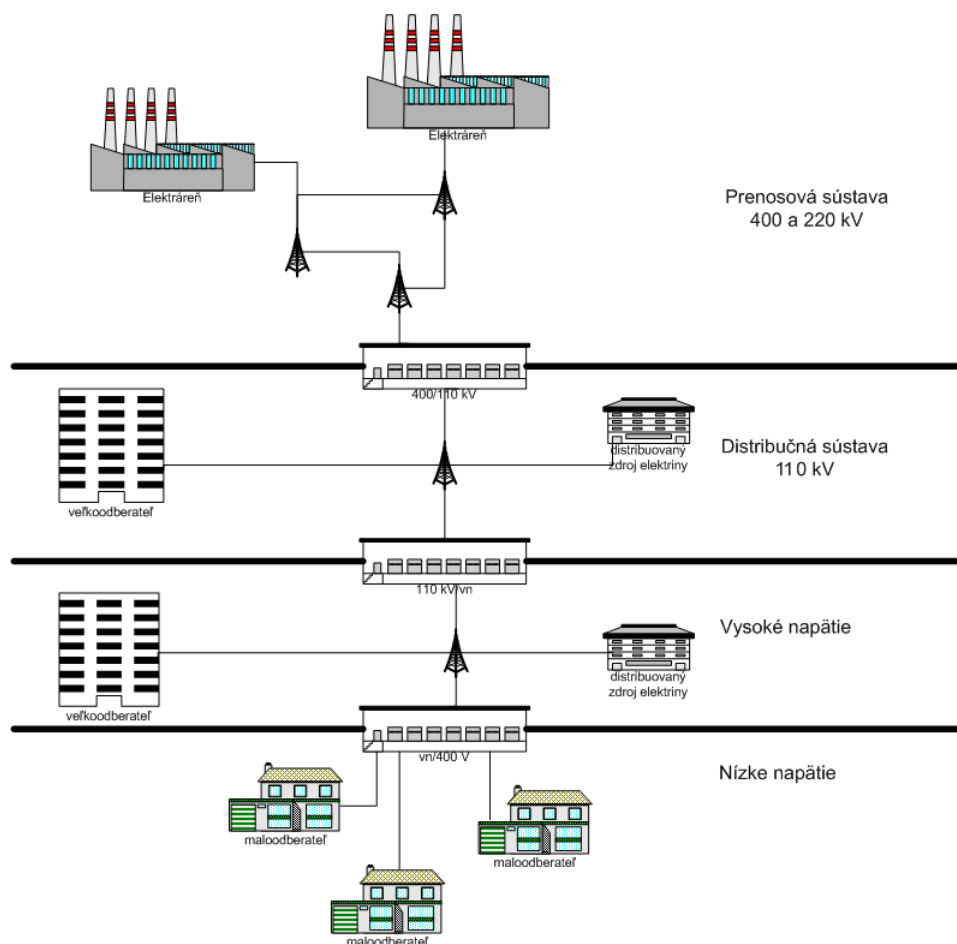 Elektráreň
Elektráreň
Prenosová sústava
400 a 220 kV
400/110 kV
veľkoodberateľ
distribuovaný
zdroj elektriny
Distribučná sústava
110 kV
110 kV/vn
veľkoodberateľ
distribuovaný
zdroj elektriny
Vysoké napätie
vn/400 V
Nízke napätie
maloodberateľ
maloodberateľ
maloodberateľ